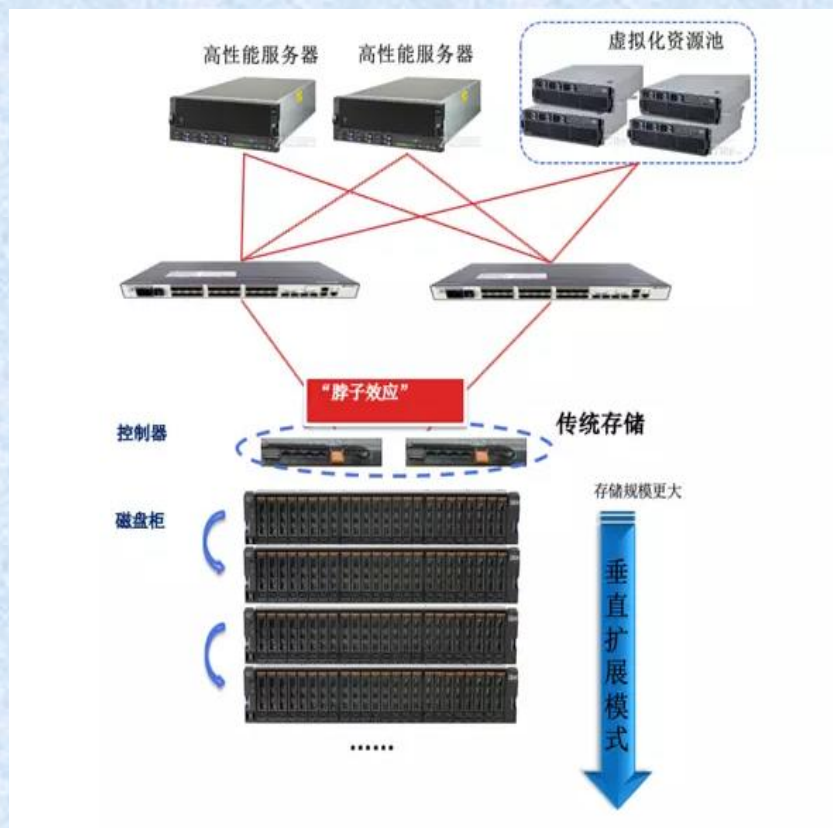 高性能服务器
高性能服务器
虚拟化资源池
“脖子效应”
控制器
传统存储
存储规模更大
磁盘柜
垂直扩展模式
……